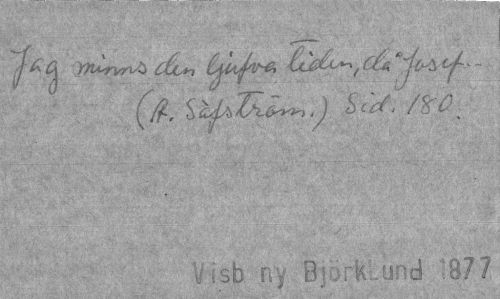 Jag minns den ljufva tiden, då Josef...
(A. Säfström.) Sid. 180.
Visb ny Björklund 1877